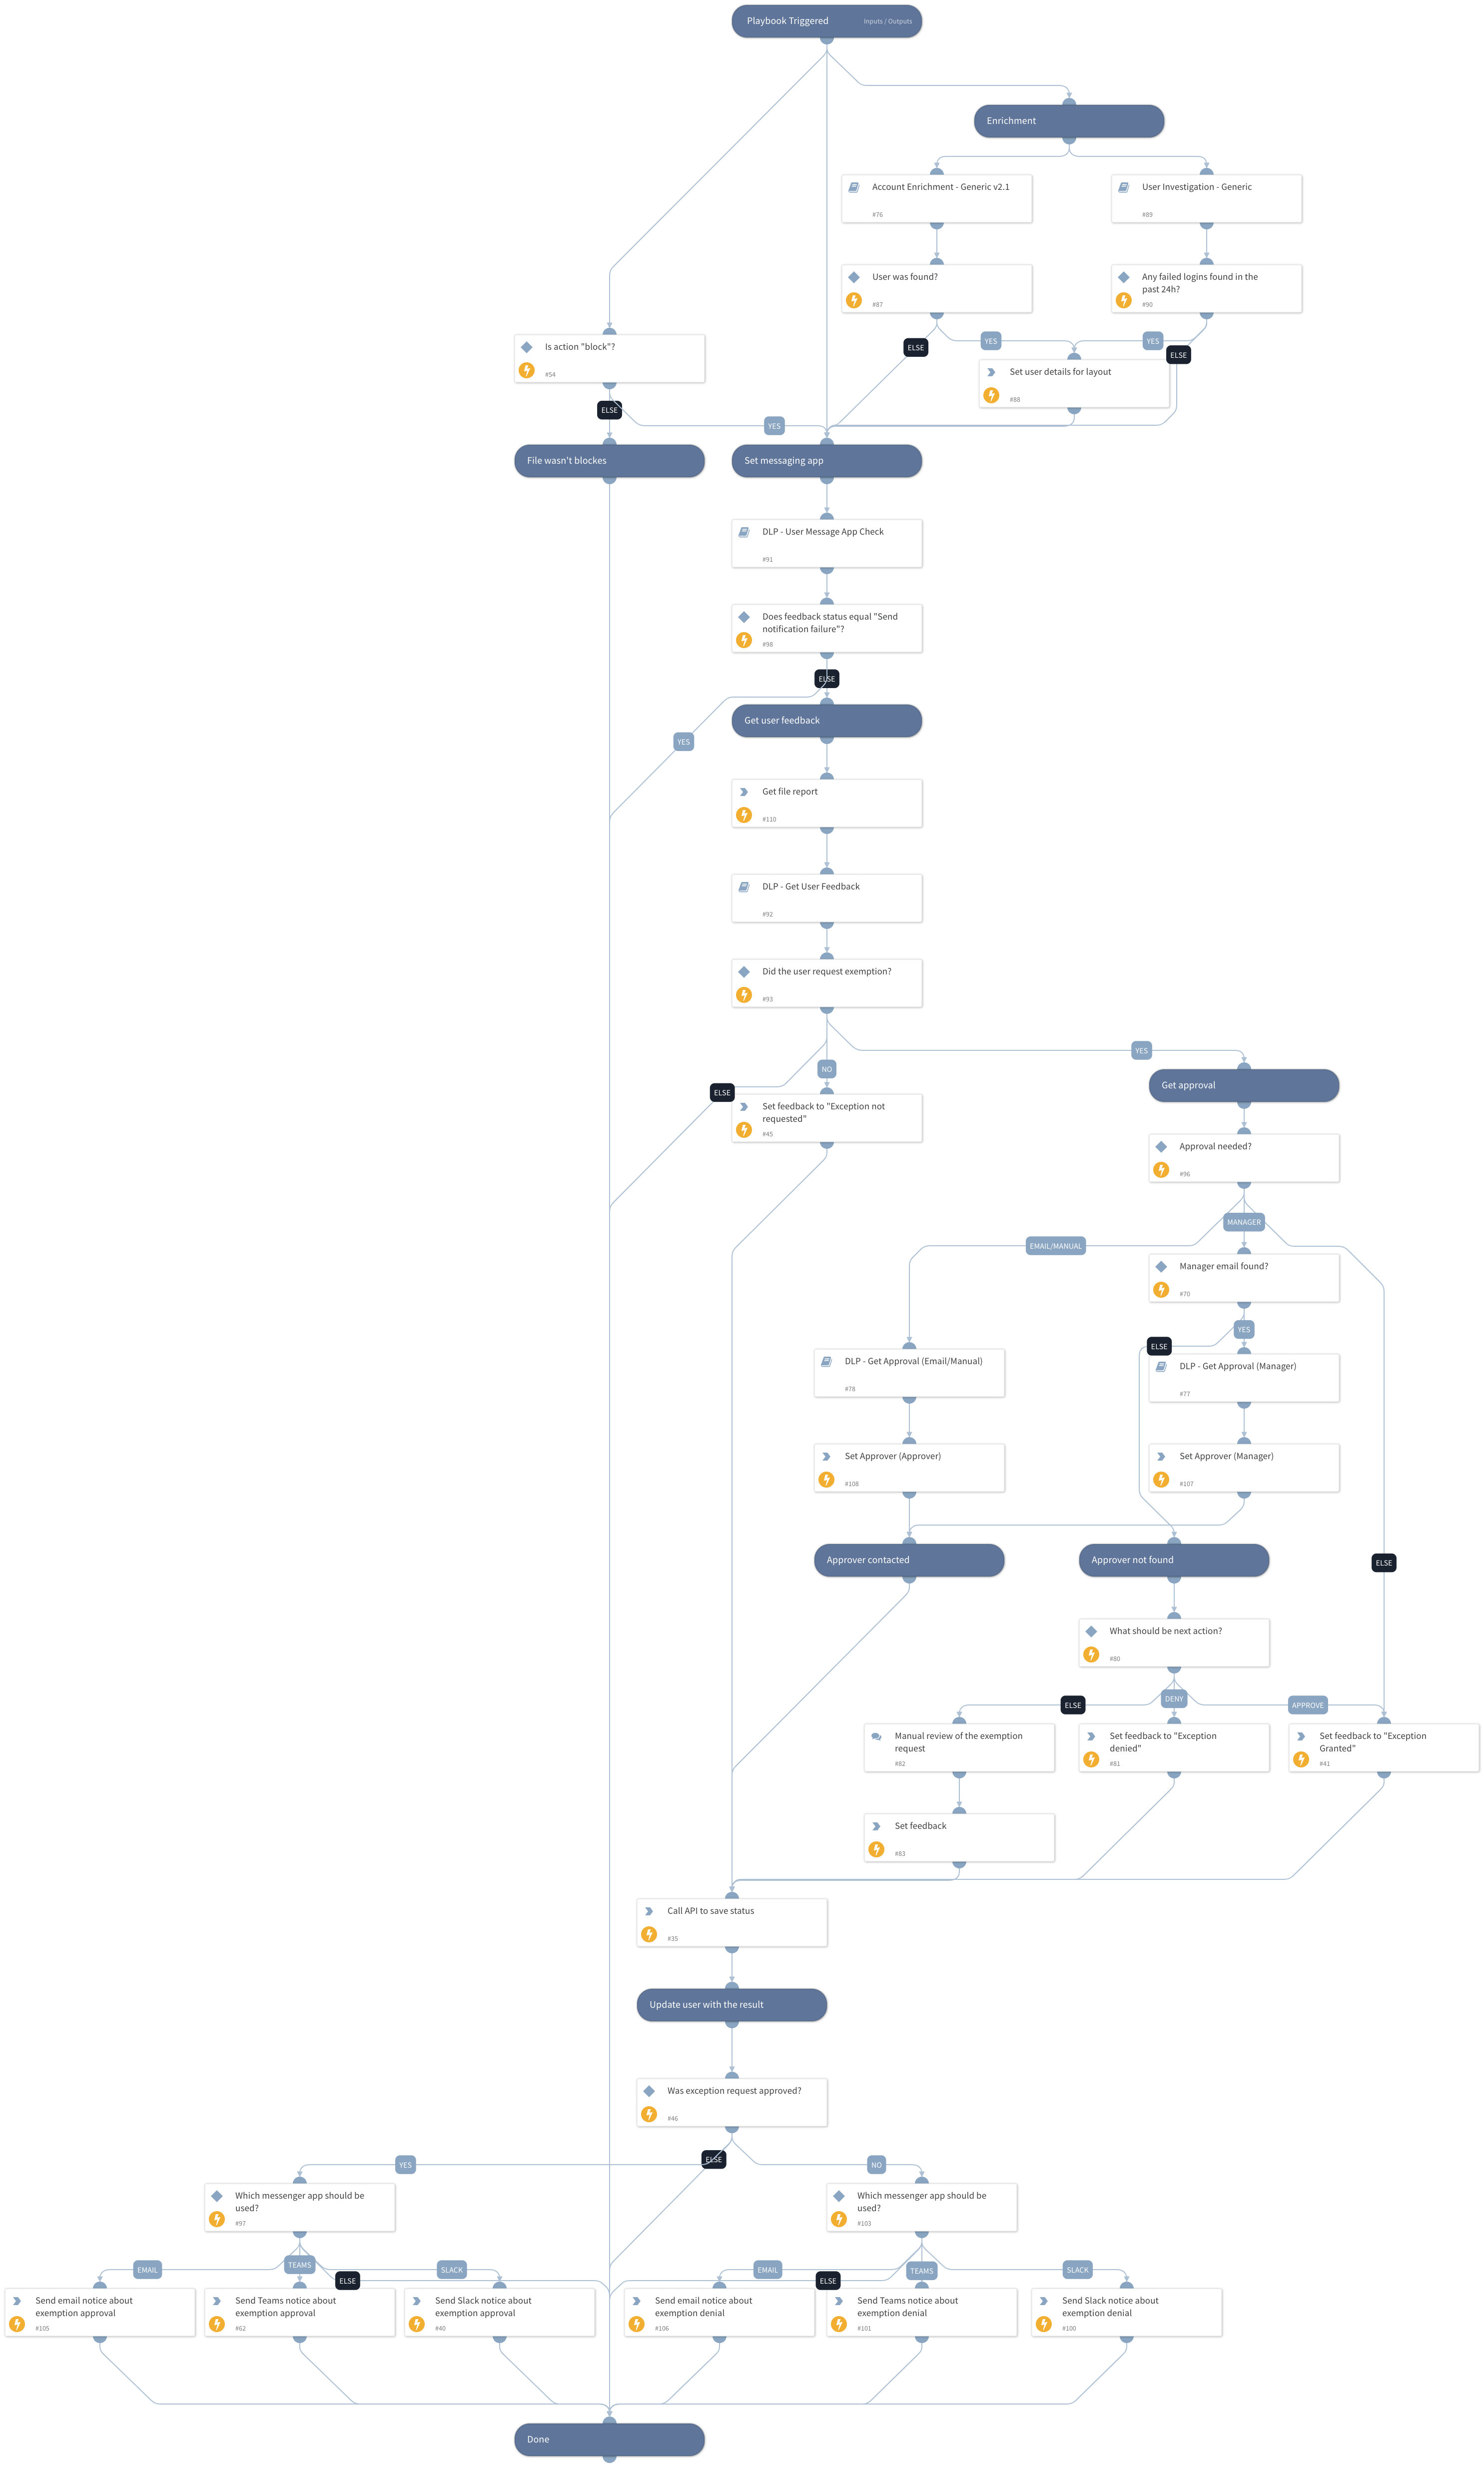 Playbook Triggered
Inputs / Outputs
Enrichment
Account Enrichment - Generic v2.1
#76
User Investigation - Generic
#89
User was found?
#87
Any failed logins found in the
past 24h?
#90
Is action "block"?
#54
ELSE
YES
YES
ELSE
Set user details for layout
#88
ELSE
YES
File wasn't blockes
Set messaging app
DLP - User Message App Check
#91
Does feedback status equal "Send
notification failure"?
#98
ELSE
YES
Get user feedback
Get file report
#110
DLP - Get User Feedback
#92
Did the user request exemption?
#93
YES
NO
ELSE
Get approval
Set feedback to "Exception not
requested"
#45
Approval needed?
#96
MANAGER
EMAIL/MANUAL
Manager email found?
#70
YES
ELSE
DLP - Get Approval (Email/Manual)
#78
DLP - Get Approval (Manager)
#77
Set Approver (Approver)
#108
Set Approver (Manager)
#107
Approver contacted
Approver not found
ELSE
What should be next action?
#80
ELSE
DENY
APPROVE
Manual review of the exemption
request
#82
Set feedback to "Exception
denied"
#81
Set feedback to "Exception
Granted"
#41
Set feedback
#83
Call API to save status
#35
Update user with the result
Was exception request approved?
#46
YES
ELSE
NO
Which messenger app should be
used?
#97
Which messenger app should be
used?
#103
EMAIL
TEAMS
ELSE
SLACK
EMAIL
ELSE
TEAMS
SLACK
Send email notice about
exemption approval
#105
Send Teams notice about
exemption approval
#62
Send Slack notice about
exemption approval
#40
Send email notice about
exemption denial
#106
Send Teams notice about
exemption denial
#101
Send Slack notice about
exemption denial
#100
Done